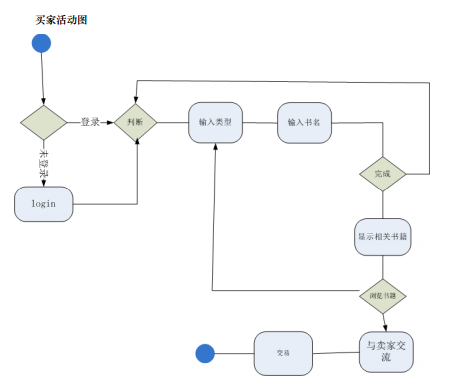 买家活动图
登录
判断
输入类型
输入书名
未登录
login
完成
显示相关书籍
浏览书籍
与卖家交
流
交易